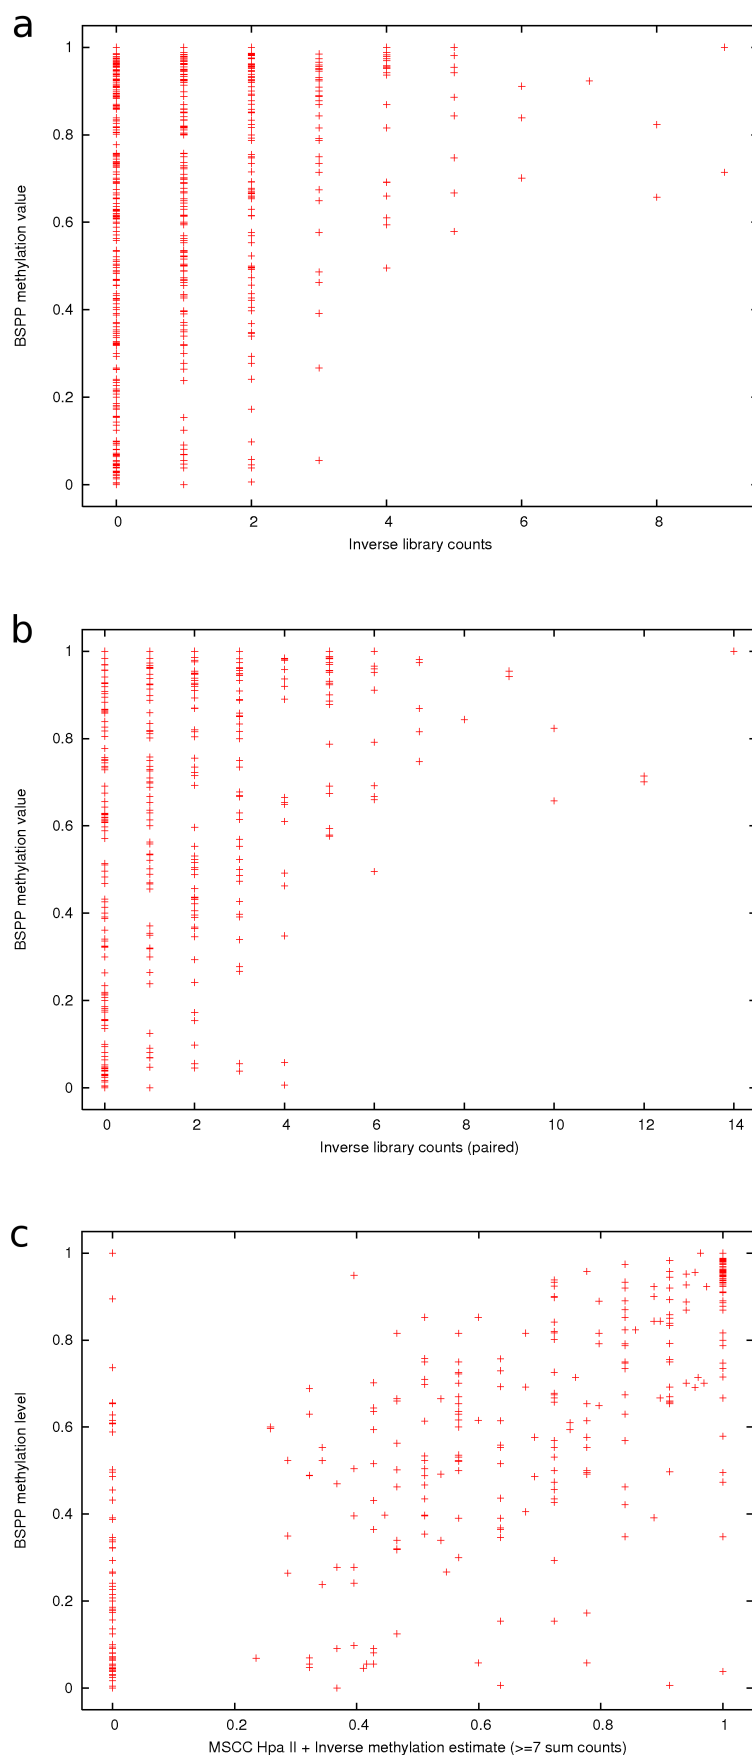 a
1
0.8
0.6
0.4
0.2
0
BSPP methylation value
0 2 4 6 8
Inverse library counts
b
1
0.8
0.6
0.4
0.2
0
BSPP methylation value
0 2 4 6 8 10 12 14
Inverse library counts (paired)
c
1
0.8
0.6
0.4
0.2
0
BSPP methylation level
0 0.2 0.4 0.6 0.8 1
MSCC Hpa II + Inverse methylation estimate (>=7 sum counts)